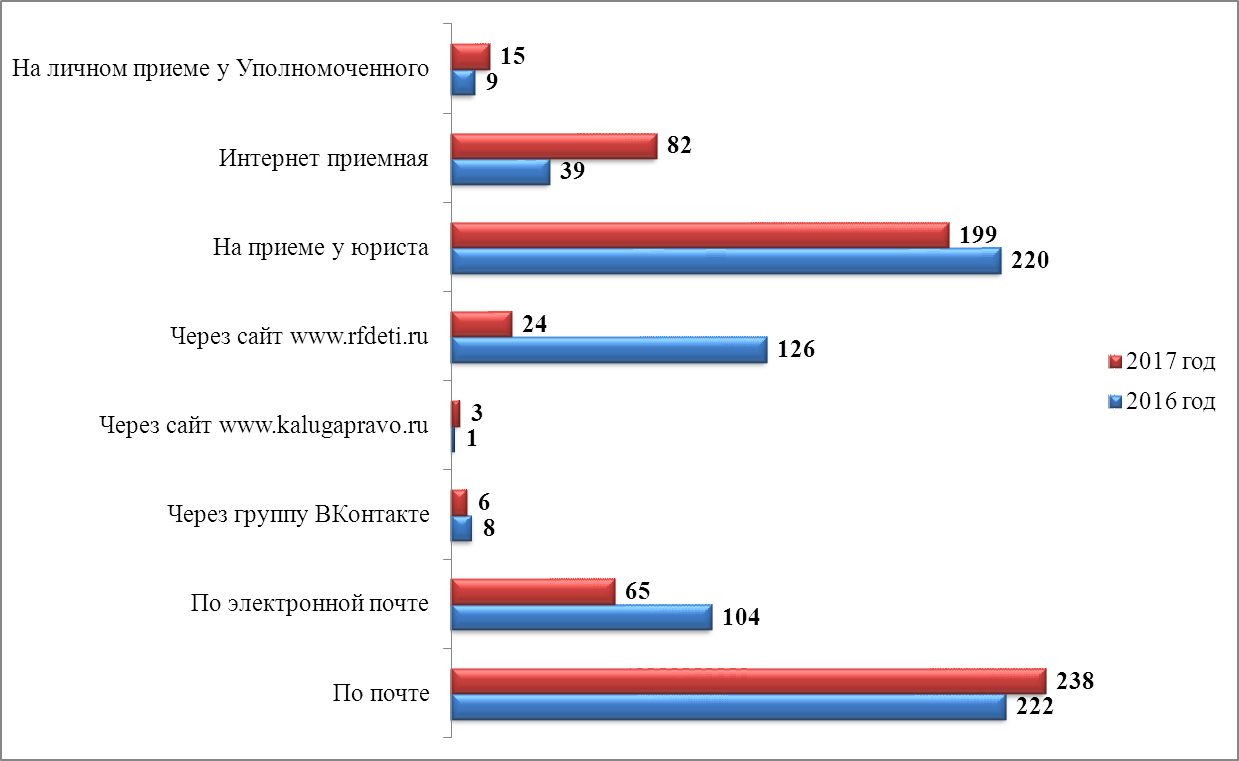 На личном приеме у Уполномоченного
15
9
Интернет приемная
82
39
На приеме у юриста
199
220
Через сайт www.rfdeti.ru
24
126
Через сайт www.kalugapravo.ru
3
1
Через группу ВКонтакте
6
8
По электронной почте
65
104
По почте
238
222
2017 год
2016 год